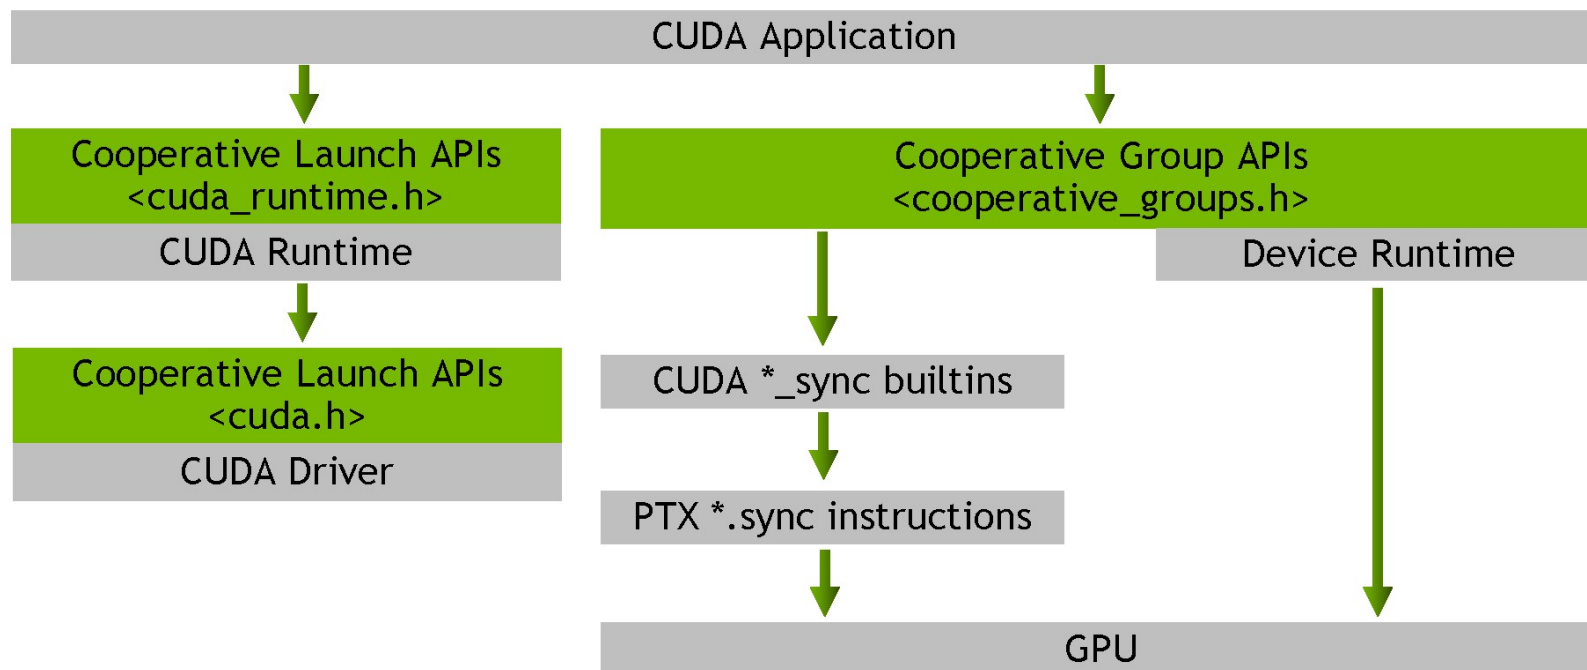 CUDA Application
Cooperative Launch APIs
<cuda_runtime.h>
CUDA Runtime
Cooperative Launch APIs
<cuda.h>
CUDA Driver
Cooperative Group APIs
<cooperative_groups.h>
Device Runtime
CUDA *_sync builtins
PTX *.sync instructions
GPU